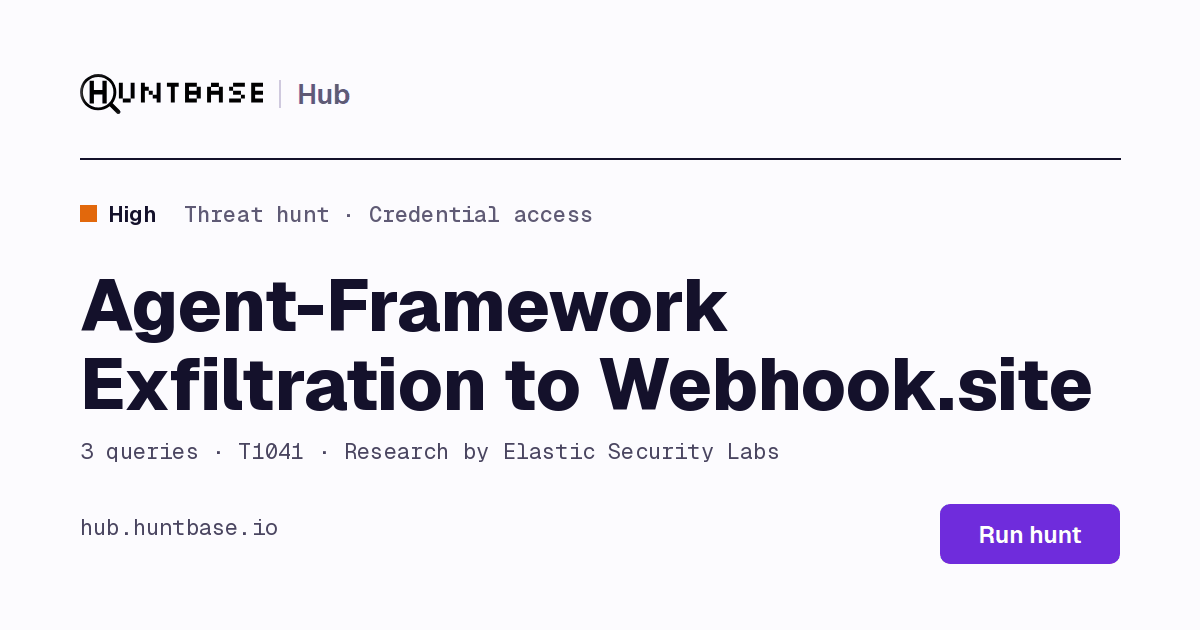 HUNTBASE Hub
High Threat hunt · Credential access
Agent-Framework
Exfiltration to Webhook.site
3 queries · T1041 · Research by Elastic Security Labs
hub.huntbase.io
Run hunt